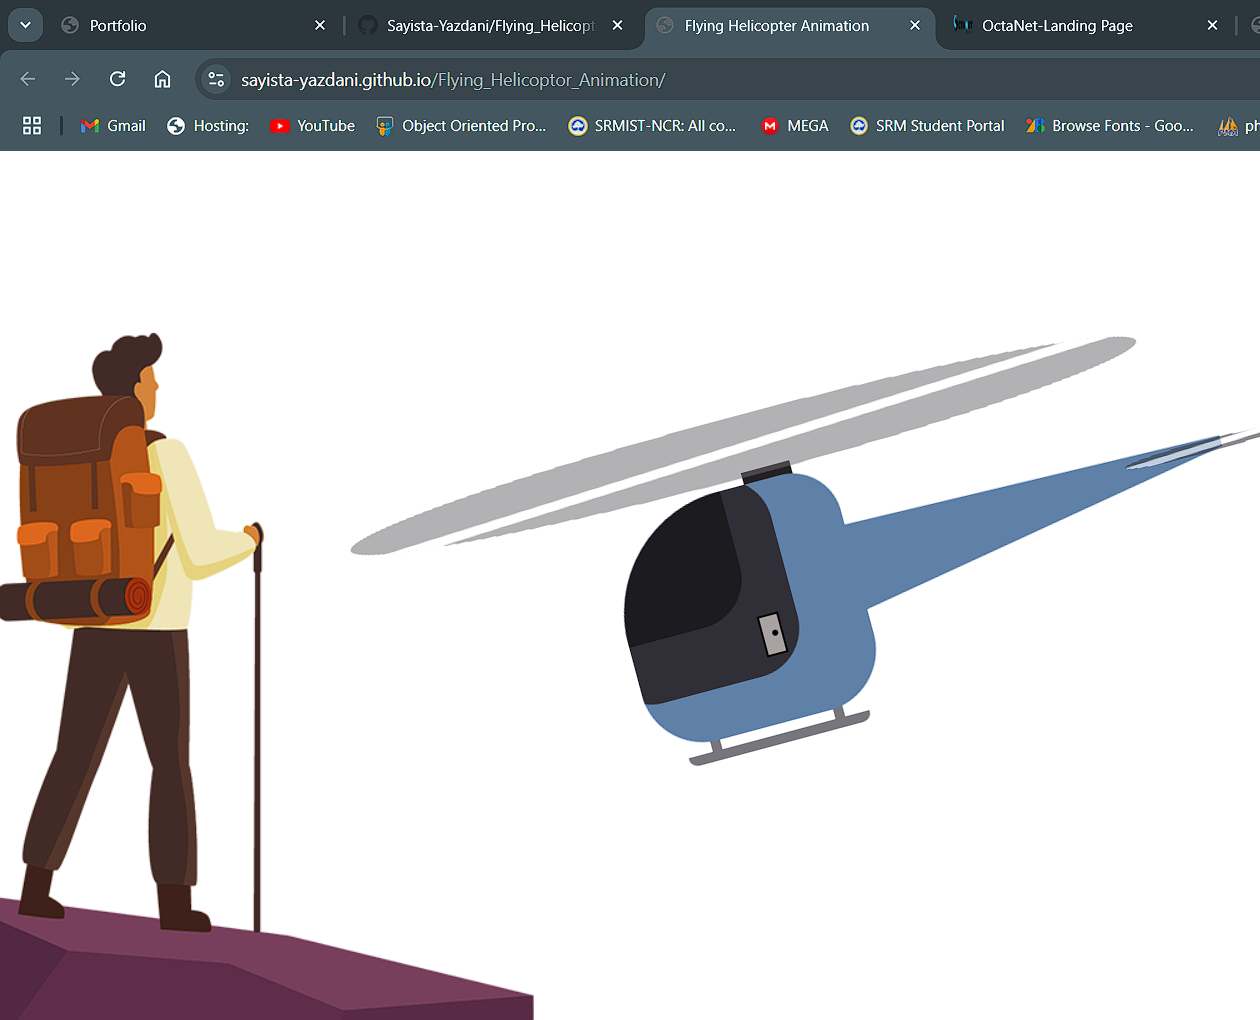 Portfolio
Sayista-Yazdani/Flying_Helicopt
Flying Helicopter Animation
OctaNet-Landing Page
sayista-yazdani.github.io/Flying_Helicoptor_Animation/
Gmail
Hosting:
YouTube
Object Oriented Pro...
SRMIST-NCR: All co...
MEGA
SRM Student Portal
Browse Fonts - Goo...
ph